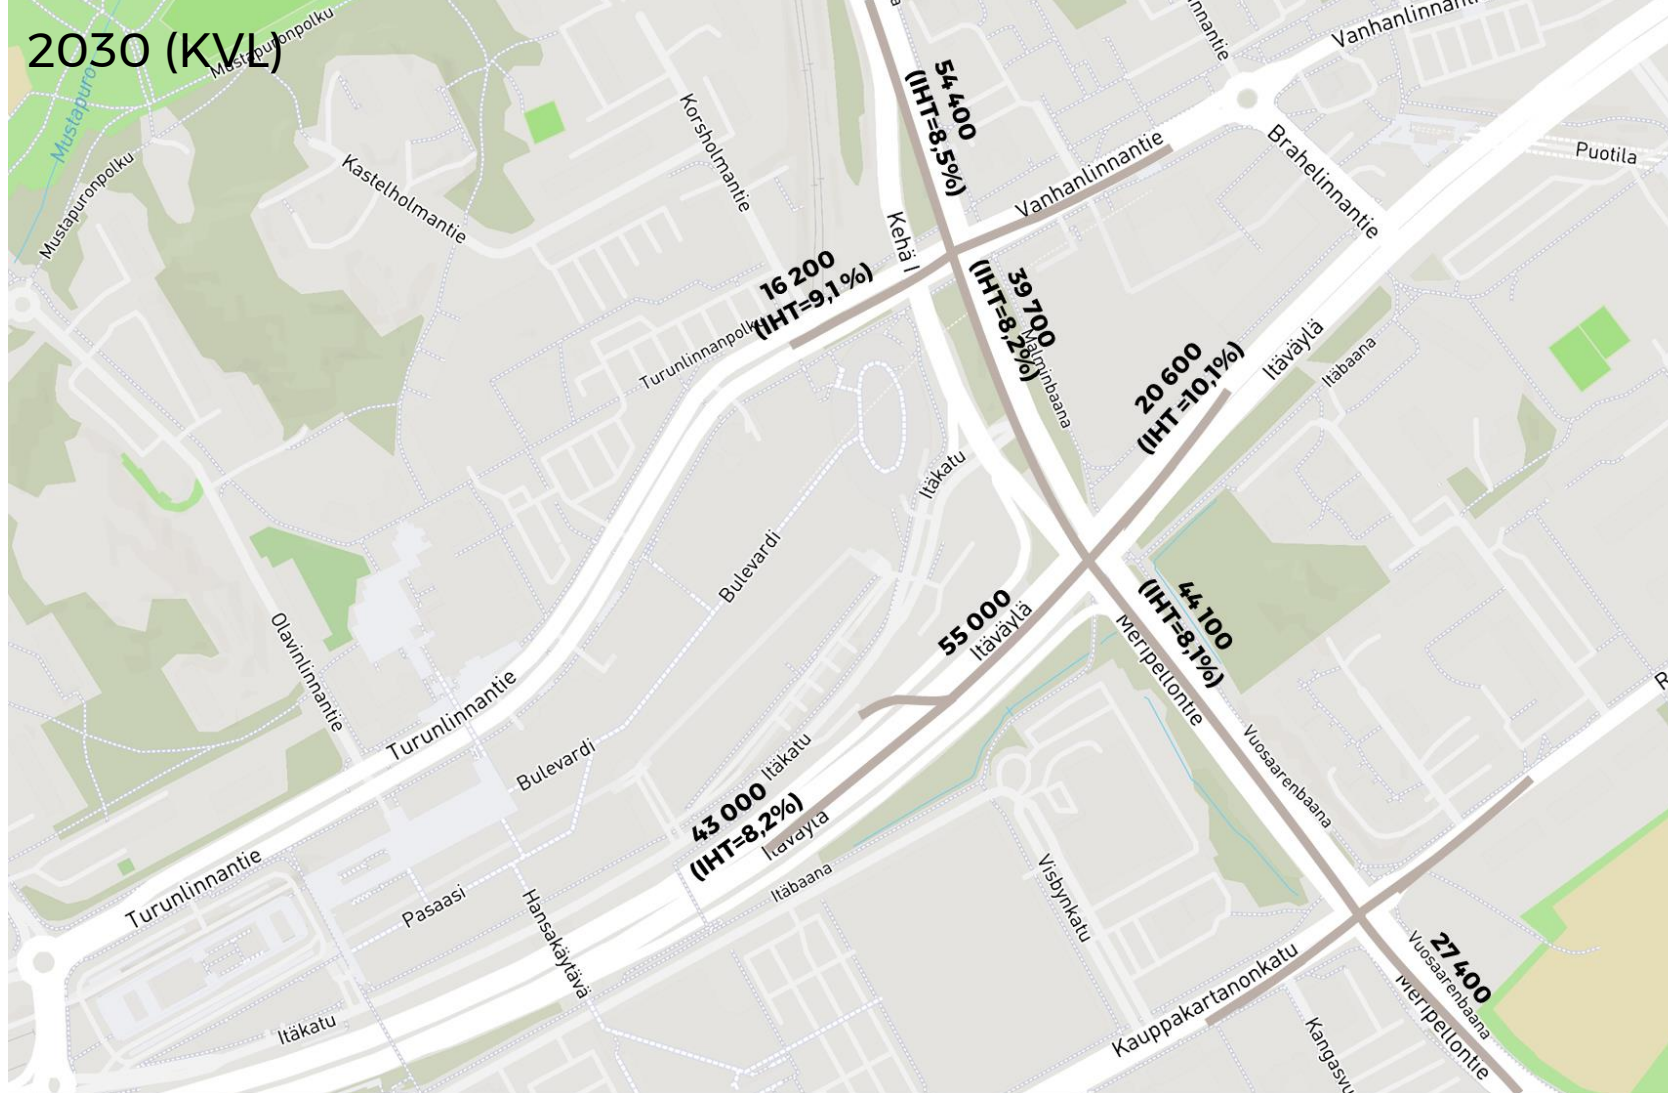 2030 (KVL)
Mustapuronpolku
Mustapuro
Mustapuronpolku
Kastelholmantie
Korsholmantie
54 400
(IHT=8,5%)
Vanhanlinnantie
Brahelinnantie
Puotila
Vanhanlinnantie
Kehä I
16 200
(IHT=9,1 %)
Turunlinnanpolku
39 700
(IHT=8,2%)
Malminbaana
20 600
(IHT =10,1%)
Itäväylä
Itäbaana
Itäkatu
Bulevardi
Olavinlinnantie
Turunlinnantie
55 000
Itäväylä
44 100
(IHT=8,1%)
Meripellontie
Vuosaarenbaana
Bulevardi
Itäkatu
43 000
(IHT=8,2%)
Itäväylä
Itäbaana
Turunlinnantie
Pasaasi
Hansakäytävä
Visbynkatu
Itäkatu
Kauppakartanonkatu
27 400
Vuosaarenbaana
Meripellontie